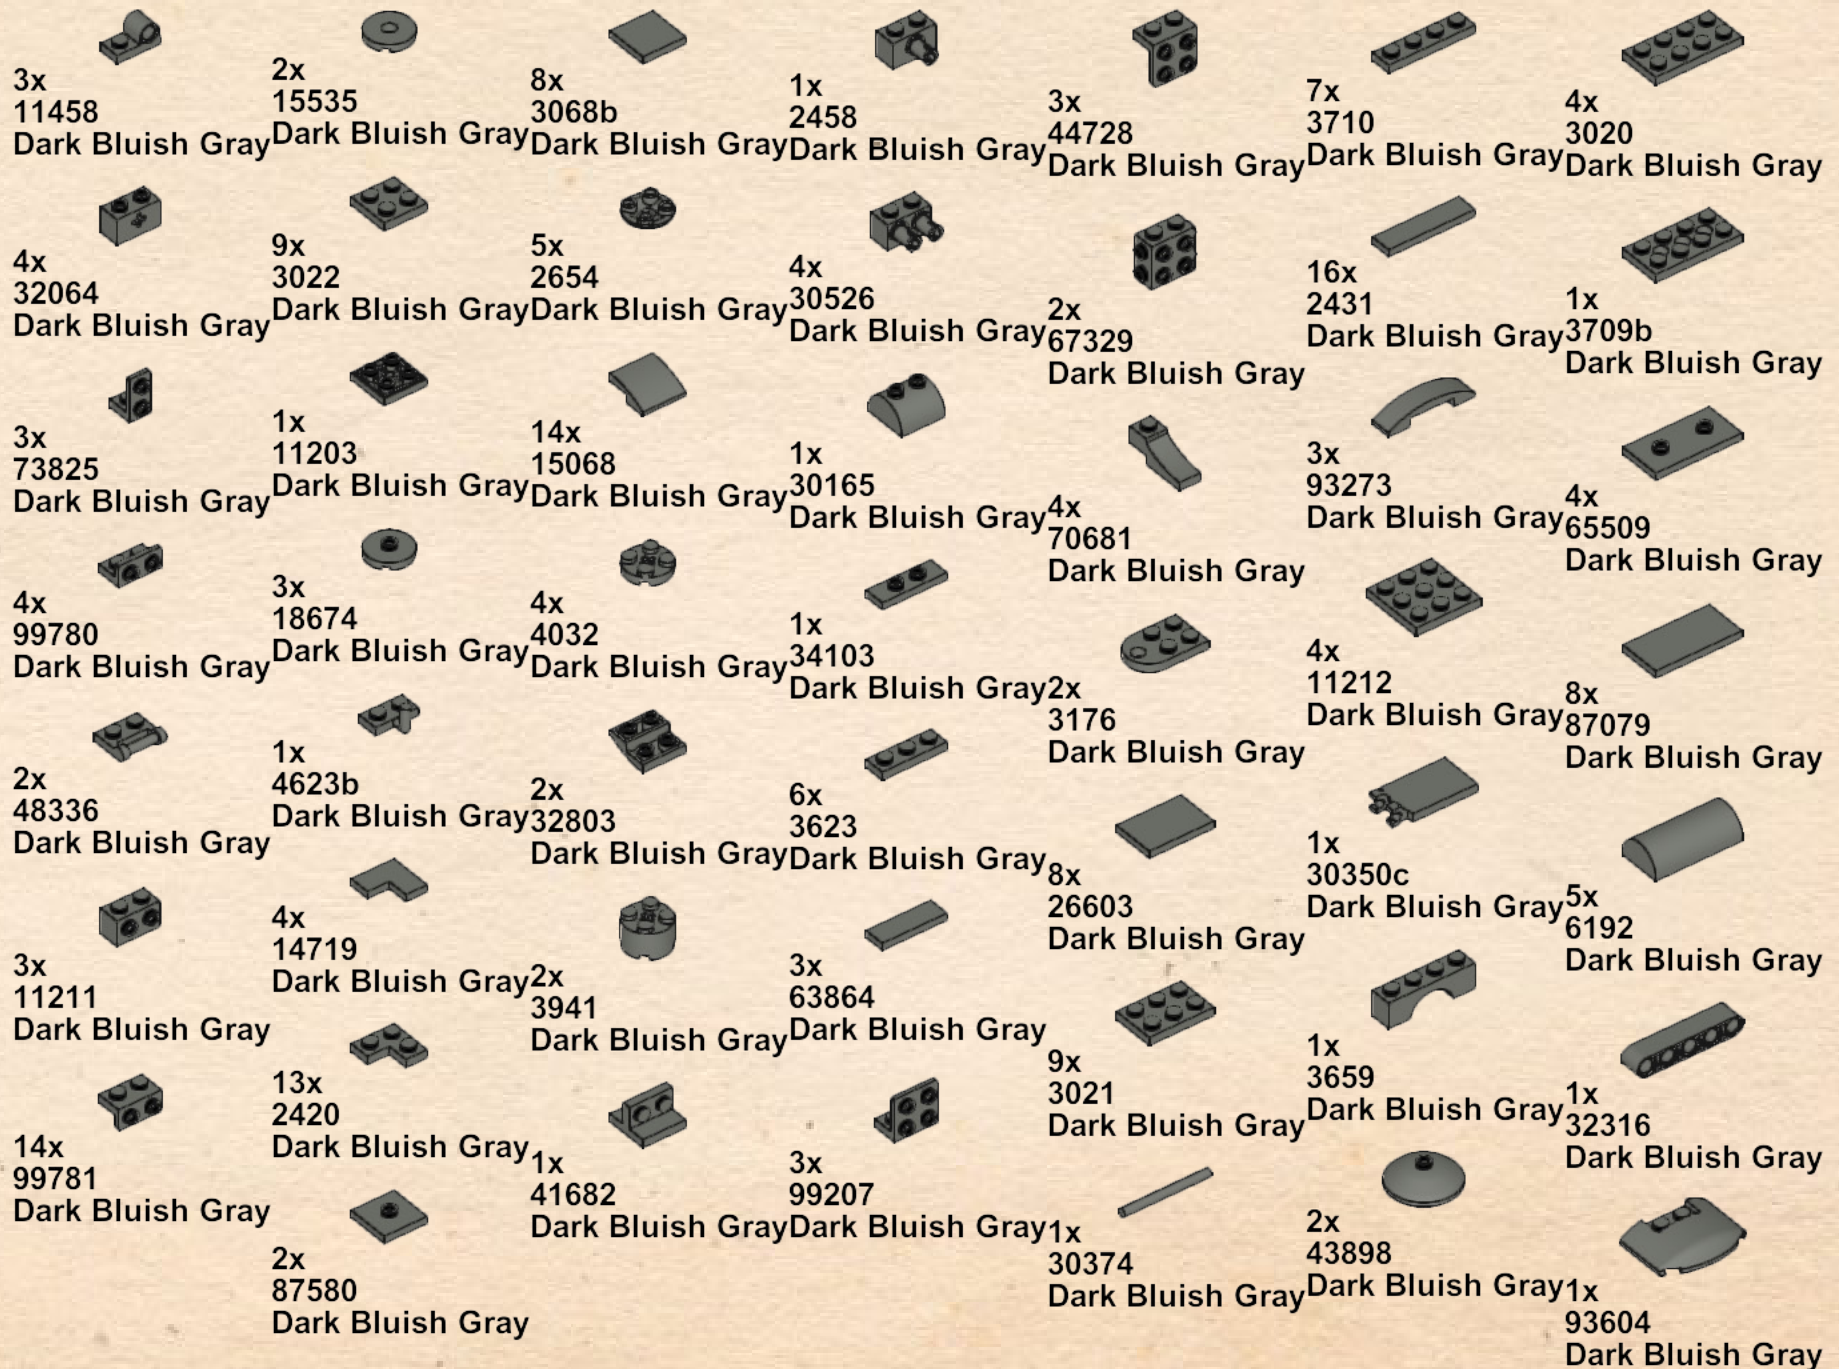 3x
11458
Dark Bluish Gray
4x
32064
Dark Bluish Gray
3x
73825
Dark Bluish Gray
4x
99780
Dark Bluish Gray
2x
48336
Dark Bluish Gray
3x
11211
Dark Bluish Gray
14x
99781
Dark Bluish Gray
2x
15535
Dark Bluish Gray
9x
3022
Dark Bluish Gray
1x
11203
Dark Bluish Gray
3x
18674
Dark Bluish Gray
1x
4623b
Dark Bluish Gray
4x
14719
Dark Bluish Gray
13x
2420
Dark Bluish Gray
2x
87580
Dark Bluish Gray
8x
3068b
Dark Bluish Gray
5x
2654
Dark Bluish Gray
14x
15068
Dark Bluish Gray
4x
4032
Dark Bluish Gray
2x
32803
Dark Bluish Gray
2x
3941
Dark Bluish Gray
1x
41682
Dark Bluish Gray
1x
2458
Dark Bluish Gray
4x
30526
Dark Bluish Gray
1x
30165
Dark Bluish Gray
1x
34103
Dark Bluish Gray
6x
3623
Dark Bluish Gray
3x
63864
Dark Bluish Gray
3x
99207
Dark Bluish Gray
3x
44728
Dark Bluish Gray
2x
67329
Dark Bluish Gray
4x
70681
Dark Bluish Gray
2x
3176
Dark Bluish Gray
8x
26603
Dark Bluish Gray
9x
3021
Dark Bluish Gray
1x
30374
Dark Bluish Gray
7x
3710
Dark Bluish Gray
16x
2431
Dark Bluish Gray
3x
93273
Dark Bluish Gray
4x
11212
Dark Bluish Gray
1x
30350c
Dark Bluish Gray
1x
3659
Dark Bluish Gray
2x
43898
Dark Bluish Gray
4x
3020
Dark Bluish Gray
1x
3709b
Dark Bluish Gray
4x
65509
Dark Bluish Gray
8x
87079
Dark Bluish Gray
5x
6192
Dark Bluish Gray
1x
32316
Dark Bluish Gray
1x
93604
Dark Bluish Gray